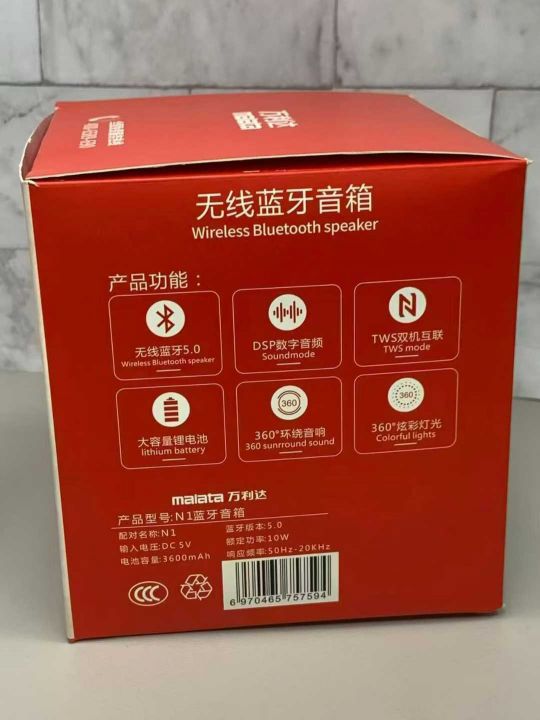 无线蓝牙音箱
Wireless Bluetooth speaker
产品功能：
无线蓝牙5.0
Wireless Bluetooth speaker
DSP数字音频
Soundmode
TWS双机互联
TWS mode
大容量锂电池
lithium battery
360
360°环绕音响
360 sunrround sound
360
360°炫彩灯光
Colorful lights
malata 万利达
产品型号:N1蓝牙音箱
配对名称:N1
蓝牙版本:5.0
输入电压:DC 5V
额定功率:10W
电池容量:3600mAh
响应频率:50Hz-20KHz
CCC
6 970465 757594